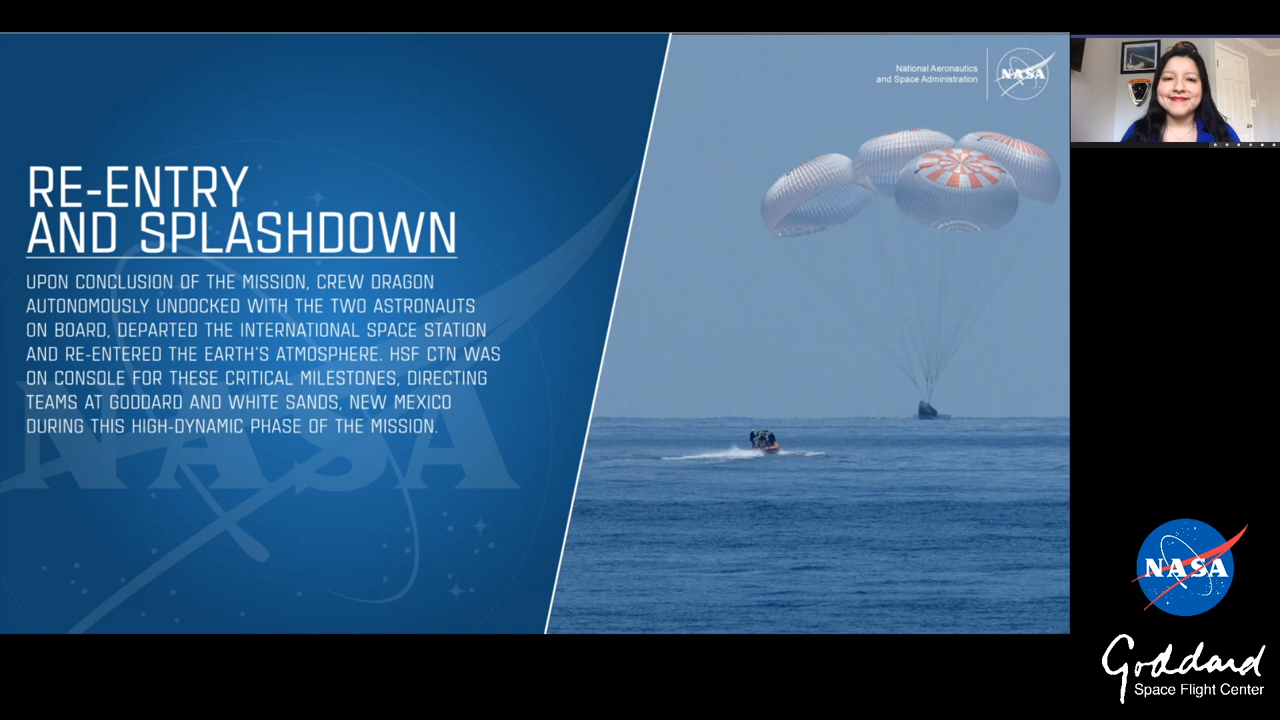 RE-ENTRY
AND SPLASHDOWN
UPON CONCLUSION OF THE MISSION, CREW DRAGON
AUTONOMOUSLY UNDOCKED WITH THE TWO ASTRONAUTS
ON BOARD, DEPARTED THE INTERNATIONAL SPACE STATION
AND RE-ENTERED THE EARTH'S ATMOSPHERE. HSF CTN WAS
ON CONSOLE FOR THESE CRITICAL MILESTONES, DIRECTING
TEAMS AT GODDARD AND WHITE SANDS, NEW MEXICO
DURING THIS HIGH-DYNAMIC PHASE OF THE MISSION.
NASA
National Aeronautics
and Space Administration
NASA
NASA
Goddard
Space Flight Center